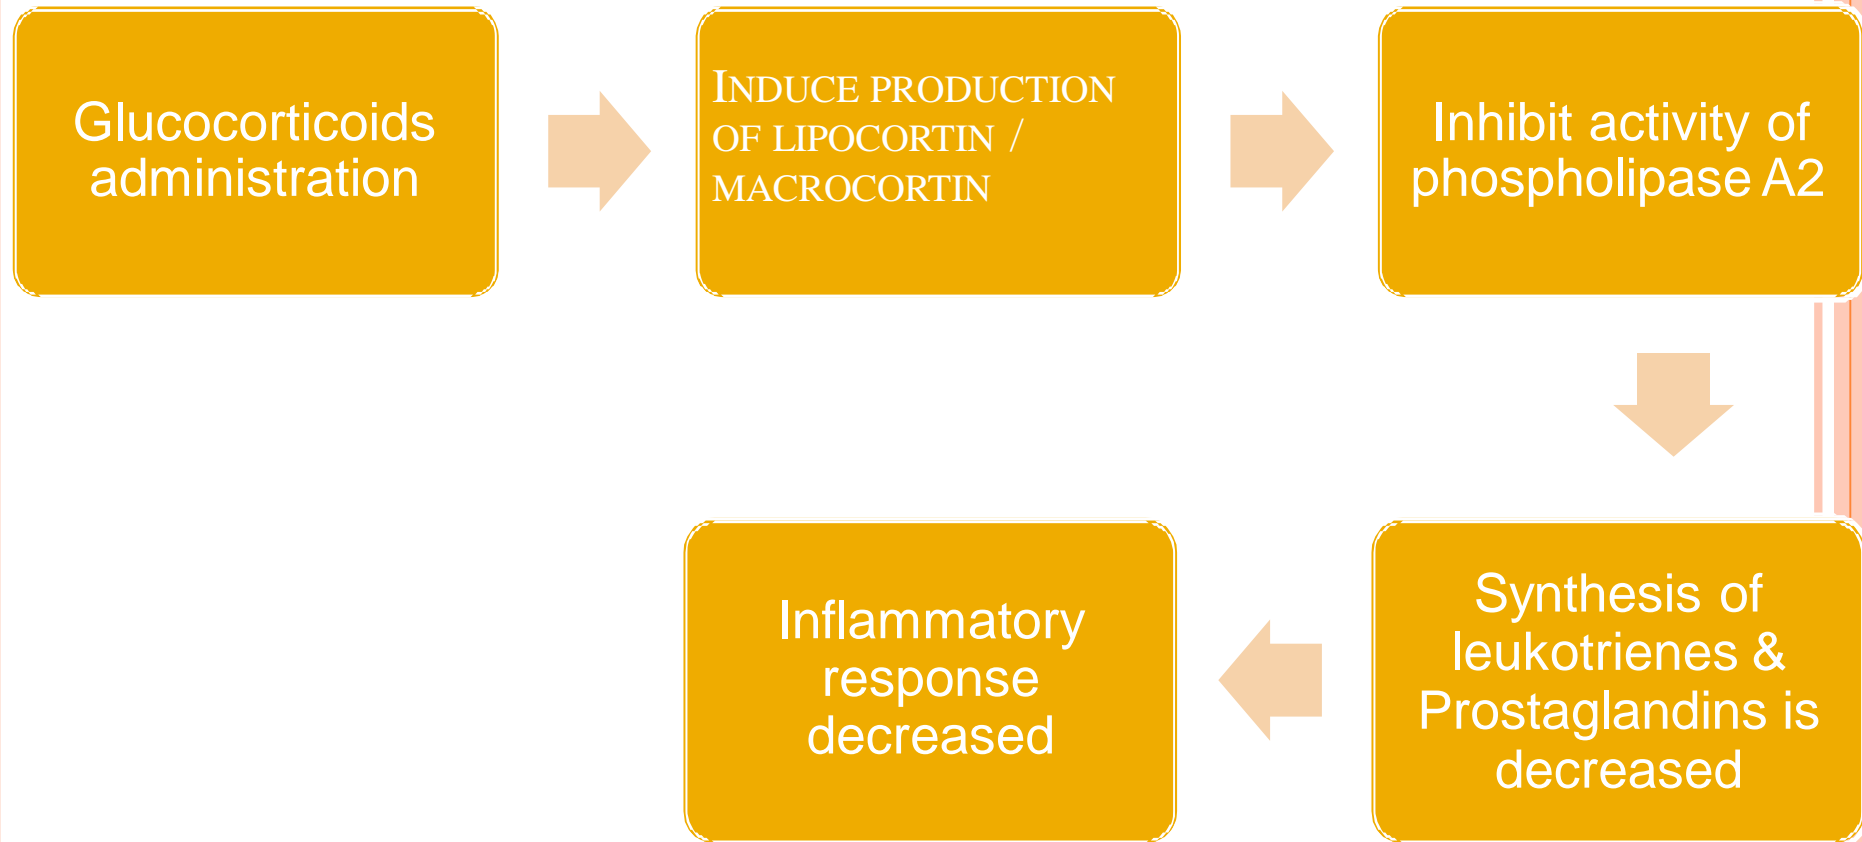 Glucocorticoids
administration
INDUCE PRODUCTION
OF LIPOCORTIN /
MACROCORTIN
Inhibit activity of
phospholipase A2
Synthesis of
leukotrienes &
Prostaglandins is
decreased
Inflammatory
response
decreased